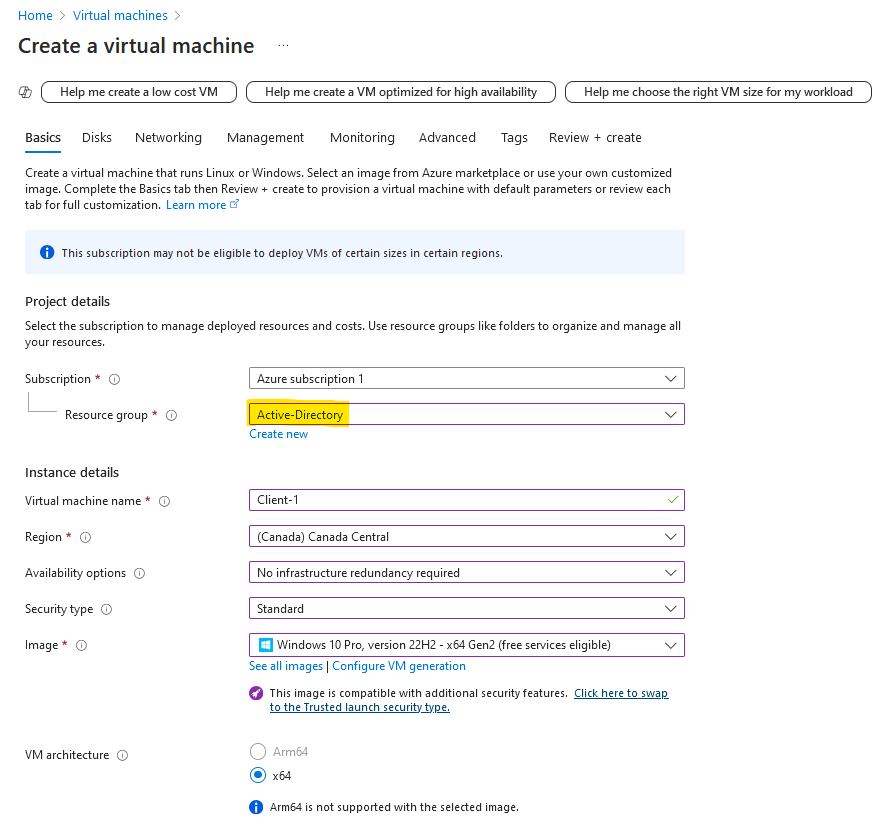 Home > Virtual machines >
Create a virtual machine ...
Help me create a low cost VM Help me create a VM optimized for high availability Help me choose the right VM size for my workload
Basics Disks Networking Management Monitoring Advanced Tags Review + create
Create a virtual machine that runs Linux or Windows. Select an image from Azure marketplace or use your own customized
image. Complete the Basics tab then Review + create to provision a virtual machine with default parameters or review each
tab for full customization. Learn more
This subscription may not be eligible to deploy VMs of certain sizes in certain regions.
Project details
Select the subscription to manage deployed resources and costs. Use resource groups like folders to organize and manage all
your resources.
Subscription * Azure subscription 1
Resource group * Active-Directory
Create new
Instance details
Virtual machine name * Client-1
Region * (Canada) Canada Central
Availability options No infrastructure redundancy required
Security type Standard
Image * Windows 10 Pro, version 22H2 - x64 Gen2 (free services eligible)
See all images | Configure VM generation
This image is compatible with additional security features. Click here to swap
to the Trusted launch security type.
VM architecture Arm64
x64
Arm64 is not supported with the selected image.